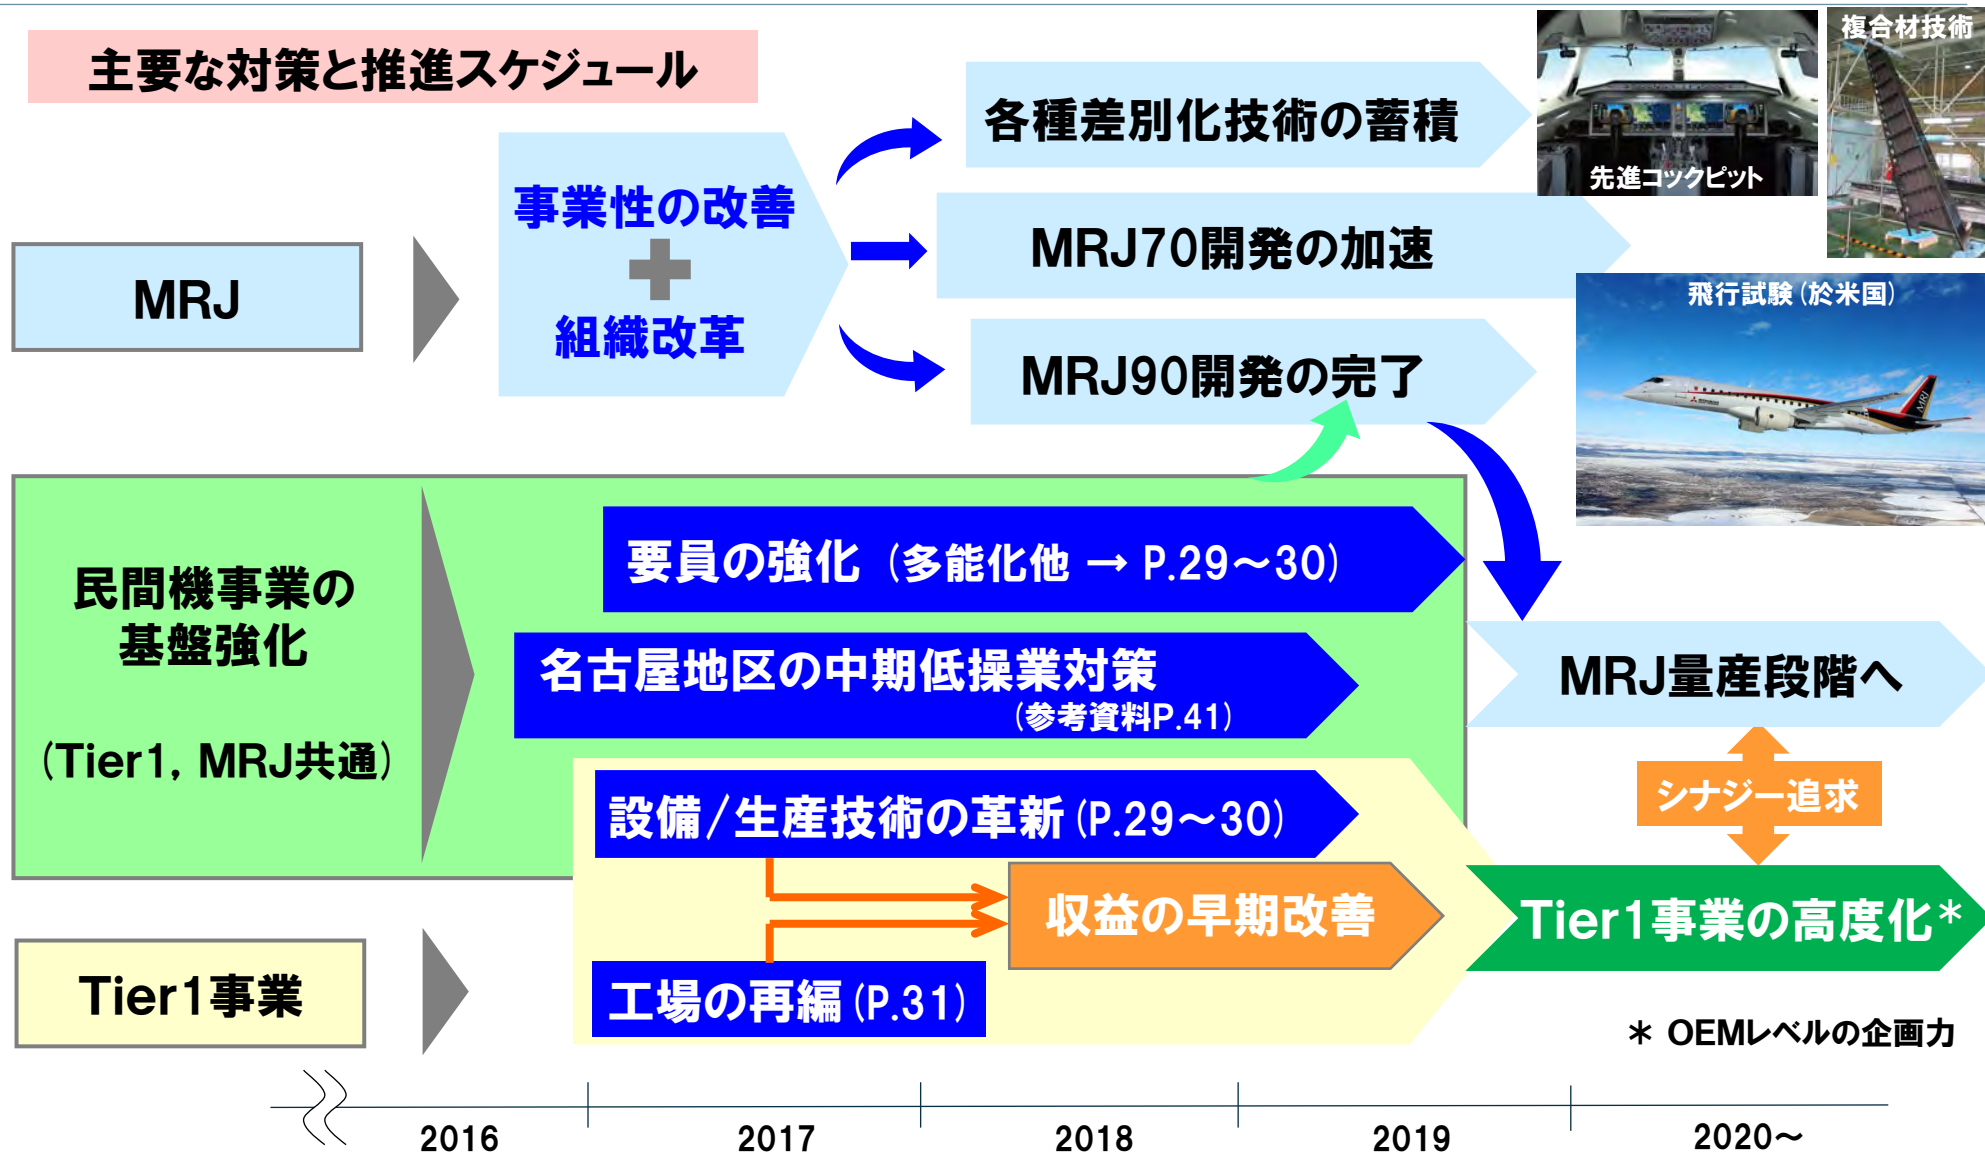 主要な対策と推進スケジュール
複合材技術
先進コックピット
飛行試験(於米国)
MRJ
MRJ
事業性の改善
組織改革
各種差別化技術の蓄積
MRJ70開発の加速
MRJ90開発の完了
民間機事業の
基盤強化
(Tier1, MRJ共通)
要員の強化 (多能化他 → P.29～30)
名古屋地区の中期低操業対策
(参考資料P.41)
設備/生産技術の革新(P.29～30)
MRJ量産段階へ
シナジー追求
収益の早期改善
Tier1事業の高度化*
Tier1事業
工場の再編(P.31)
* OEMレベルの企画力
2016
2017
2018
2019
2020～